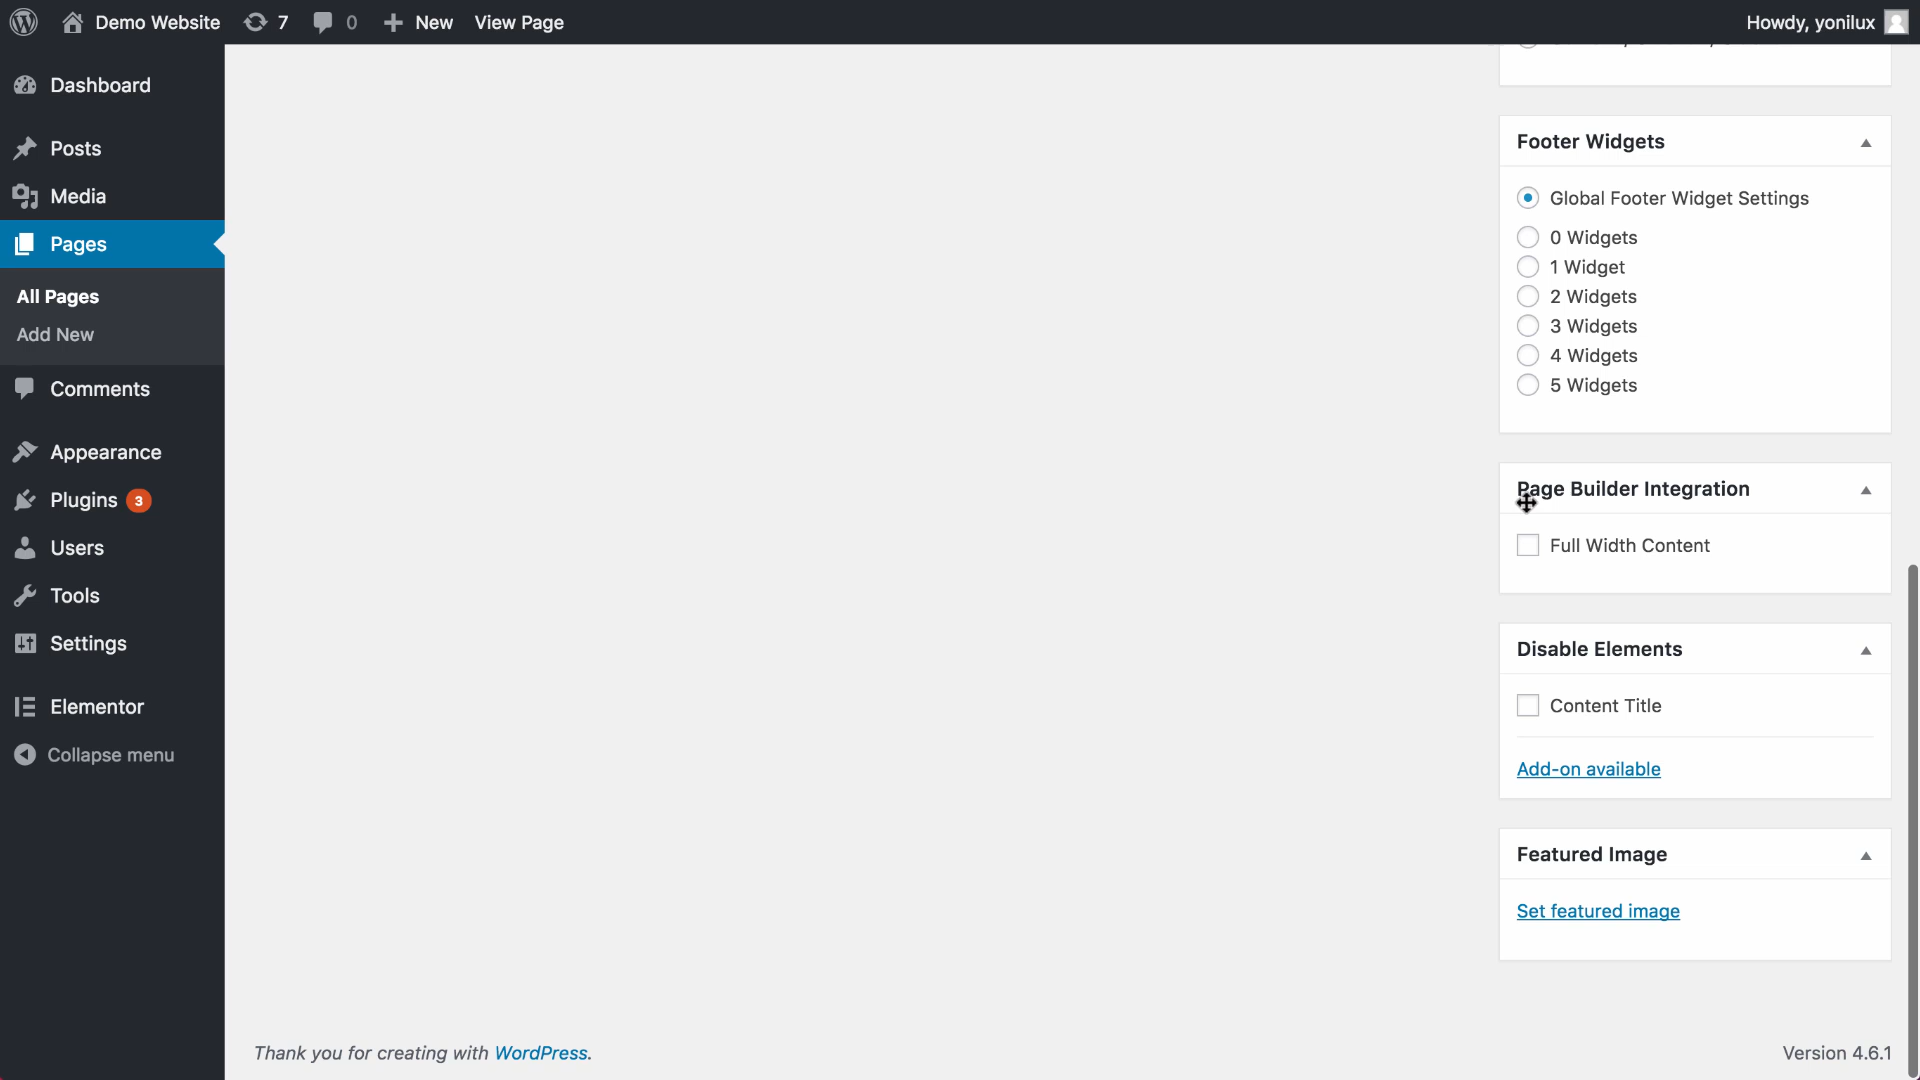 Demo Website 7 0 New View Page Howdy, yonilux
Dashboard
Posts
Media
Pages
All Pages
Add New
Comments
Appearance
Plugins 3
Users
Tools
Settings
Elementor
Collapse menu
Footer Widgets
Global Footer Widget Settings
0 Widgets
1 Widget
2 Widgets
3 Widgets
4 Widgets
5 Widgets
Page Builder Integration
Full Width Content
Disable Elements
Content Title
Add-on available
Featured Image
Set featured image
Thank you for creating with WordPress.
Version 4.6.1